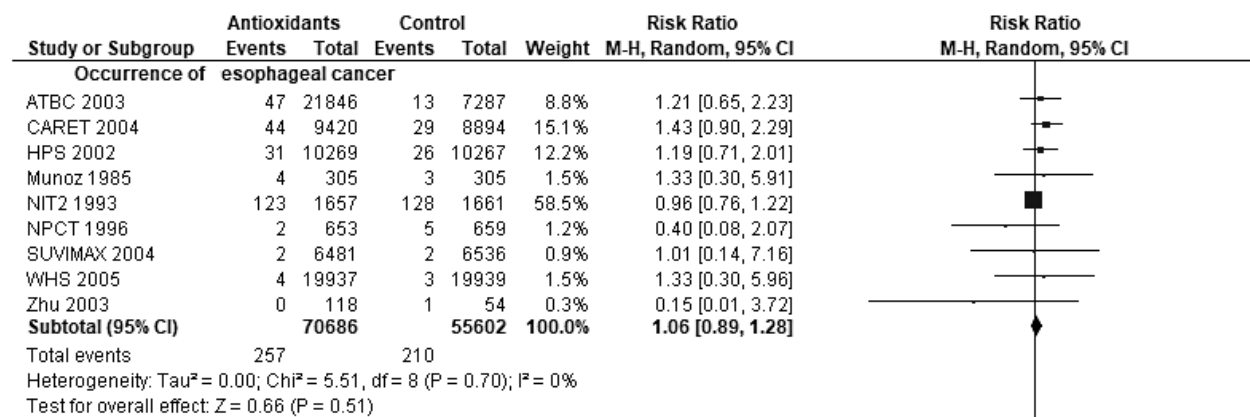 Antioxidants Control Risk Ratio Risk Ratio
Study or Subgroup Events Total Events Total Weight M-H, Random, 95% CI M-H, Random, 95% CI
Occurrence of esophageal cancer
ATBC 2003 47 21846 13 7287 8.8% 1.21 [0.65, 2.23]
CARET 2004 44 9420 29 8894 15.1% 1.43 [0.90, 2.29]
HPS 2002 31 10269 26 10267 12.2% 1.19 [0.71, 2.01]
Munoz 1985 4 305 3 305 1.5% 1.33 [0.30, 5.91]
NIT2 1993 123 1657 128 1661 58.5% 0.96 [0.76, 1.22]
NPCT 1996 2 653 5 659 1.2% 0.40 [0.08, 2.07]
SUVIMAX 2004 2 6481 2 6536 0.9% 1.01 [0.14, 7.16]
WHS 2005 4 19937 3 19939 1.5% 1.33 [0.30, 5.96]
Zhu 2003 0 118 1 54 0.3% 0.15 [0.01, 3.72]
Subtotal (95% CI) 70686 55602 100.0% 1.06 [0.89, 1.28]
Total events 257 210
Heterogeneity: Tau² = 0.00; Chi² = 5.51, df = 8 (P = 0.70); I² = 0%
Test for overall effect: Z = 0.66 (P = 0.51)